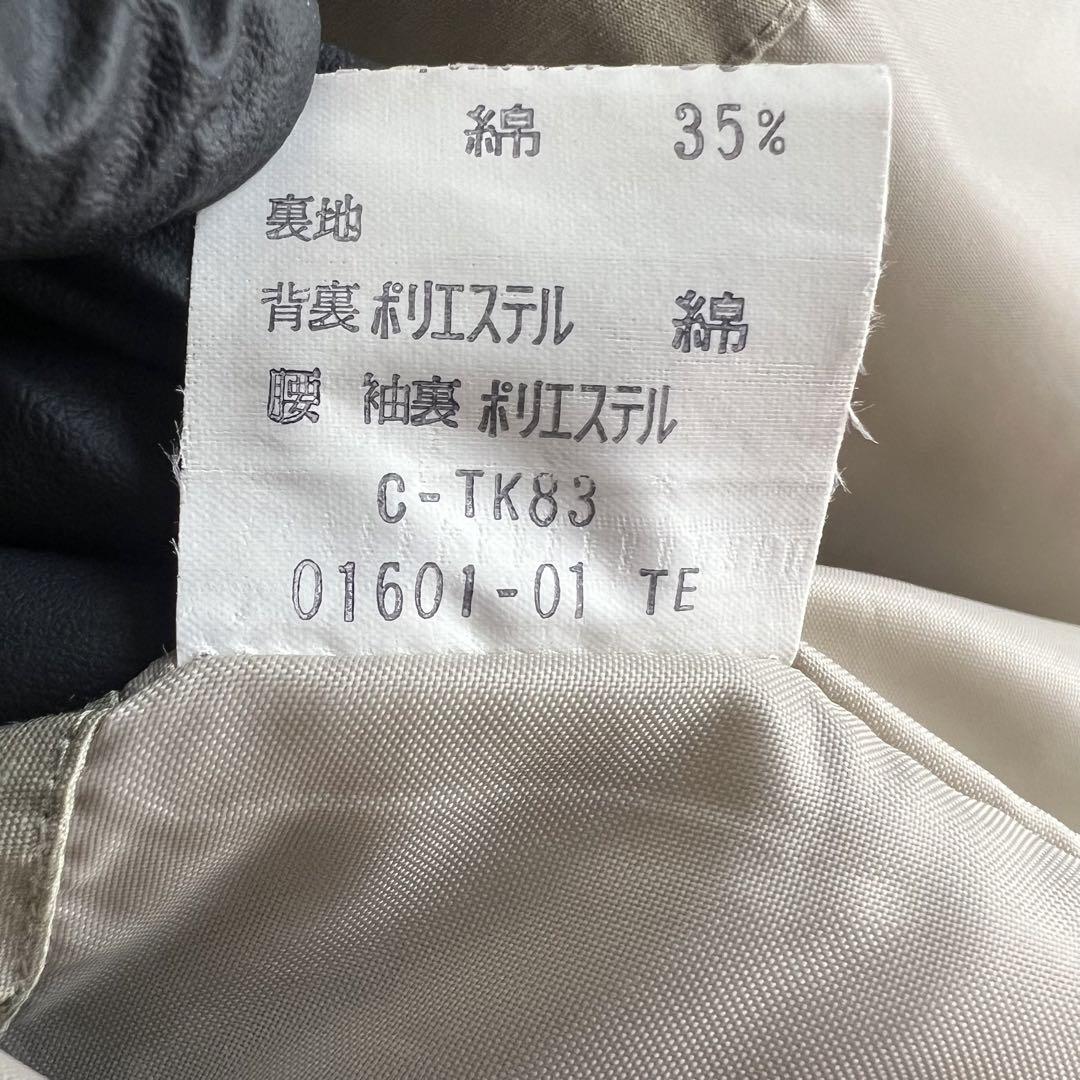 綿 35%
裏地
背裏 ポリエステル 綿
腰 袖裏 ポリエステル
C-TK83
01601-01 TE